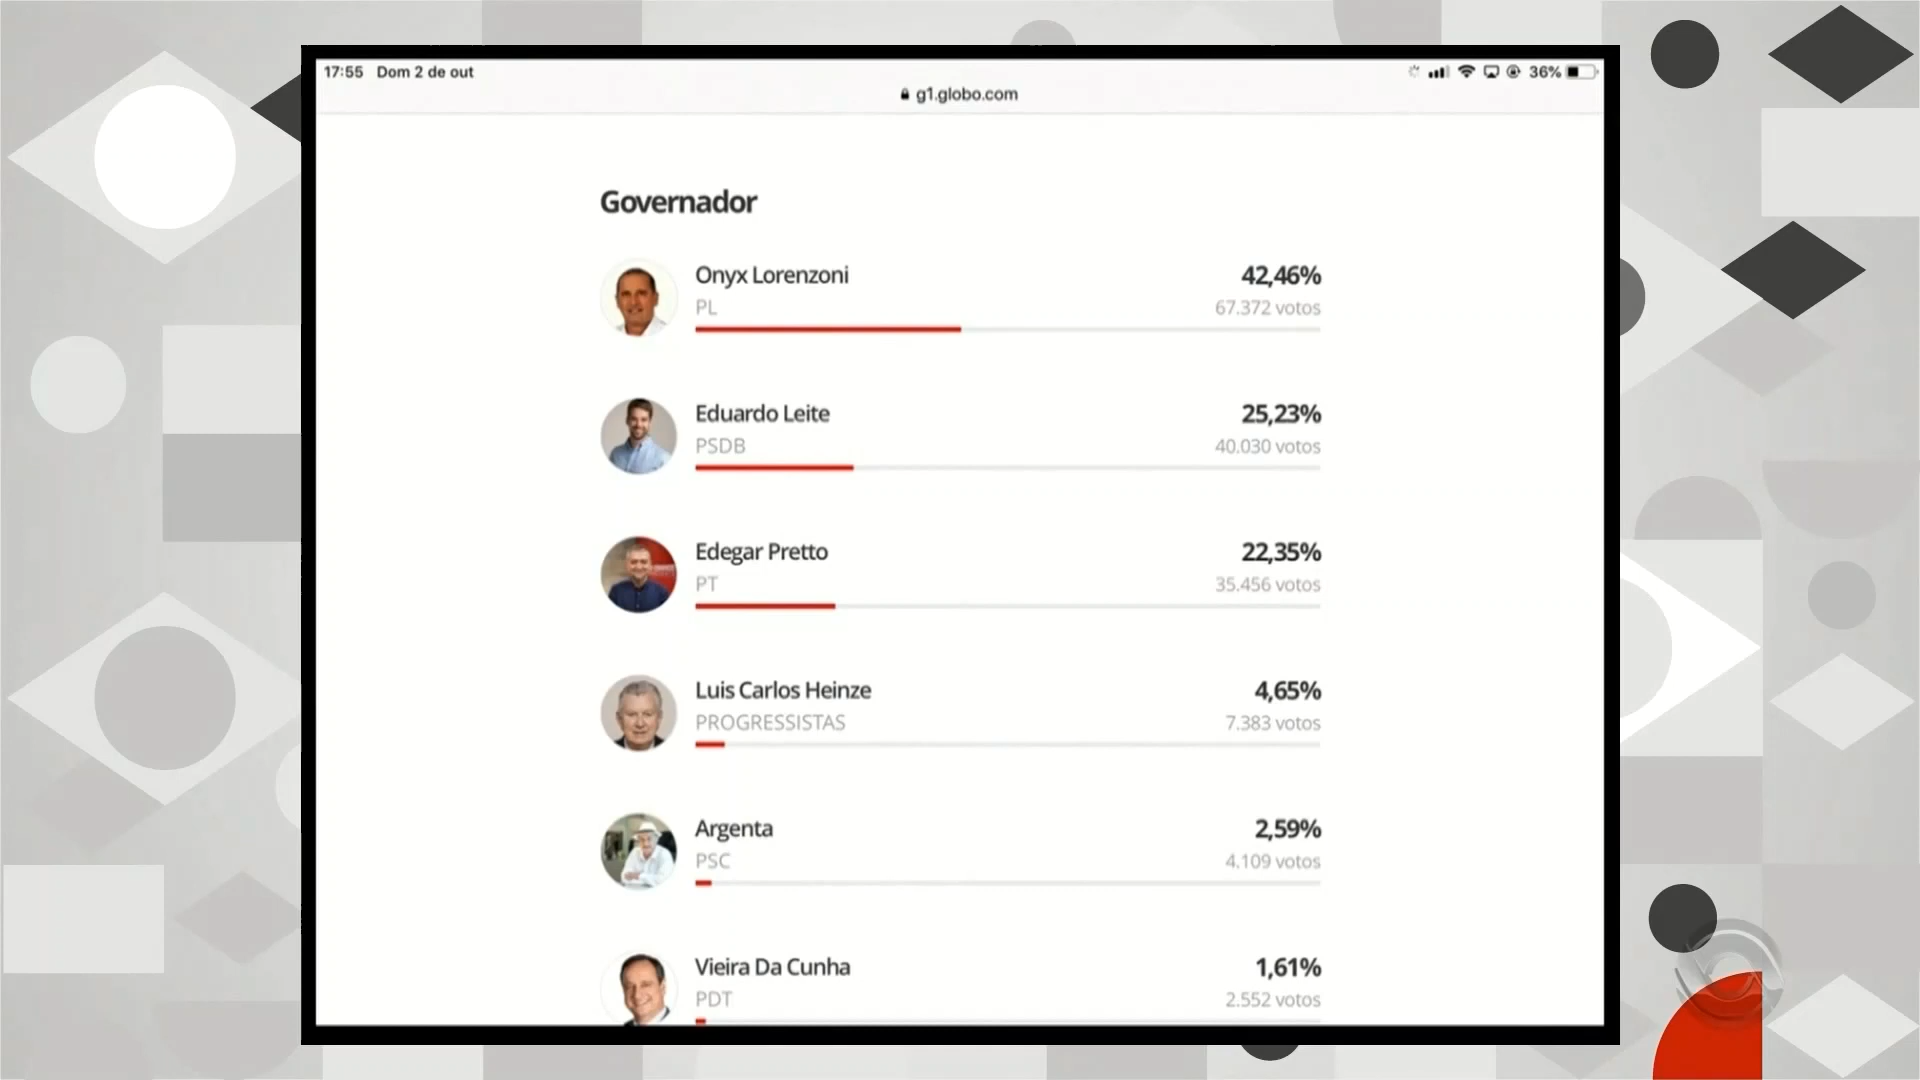 17:55 Dom 2 de out 36%
g1.globo.com
Governador
Onyx Lorenzoni 42,46%
PL 67.372 votos
Eduardo Leite 25,23%
PSDB 40.030 votos
Edegar Pretto 22,35%
PT 35.456 votos
Luis Carlos Heinze 4,65%
PROGRESSISTAS 7.383 votos
Argenta 2,59%
PSC 4.109 votos
Vieira Da Cunha 1,61%
PDT 2.552 votos